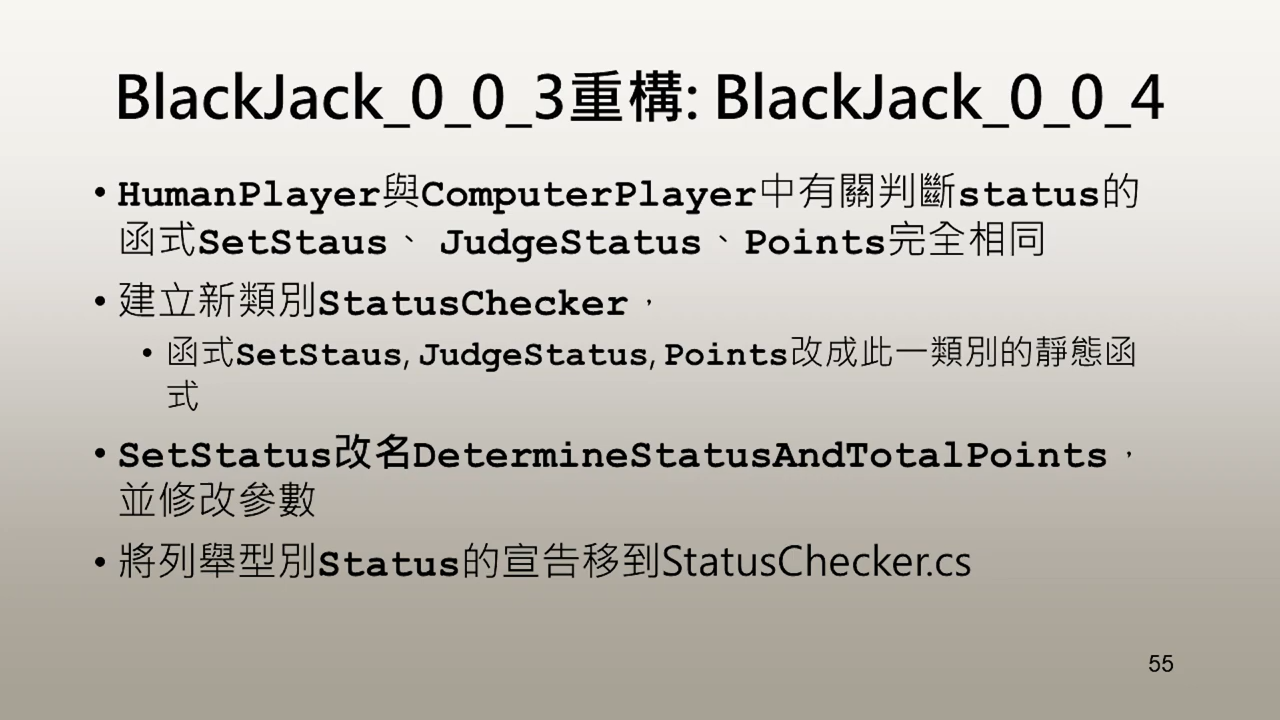 BlackJack_0_0_3重構: BlackJack_0_0_4
• HumanPlayer與ComputerPlayer中有關判斷status的
函式SetStaus、 JudgeStatus、Points完全相同
• 建立新類別StatusChecker，
• 函式SetStaus, JudgeStatus, Points改成此一類別的靜態函
式
• SetStatus改名DetermineStatusAndTotalPoints，
並修改參數
• 將列舉型別Status的宣告移到StatusChecker.cs
55